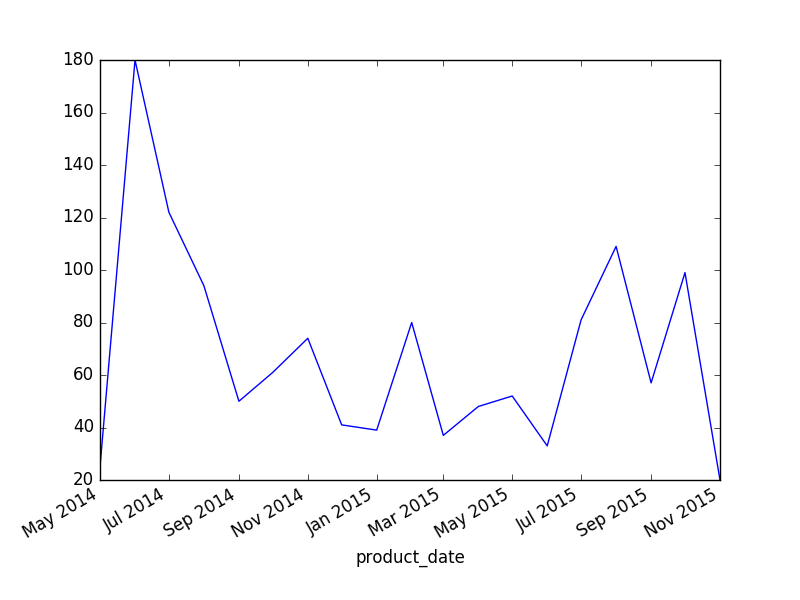 180
160
140
120
100
80
60
40
20
May 2014
Jul 2014
Sep 2014
Nov 2014
Jan 2015
Mar 2015
May 2015
Jul 2015
Sep 2015
Nov 2015
product_date